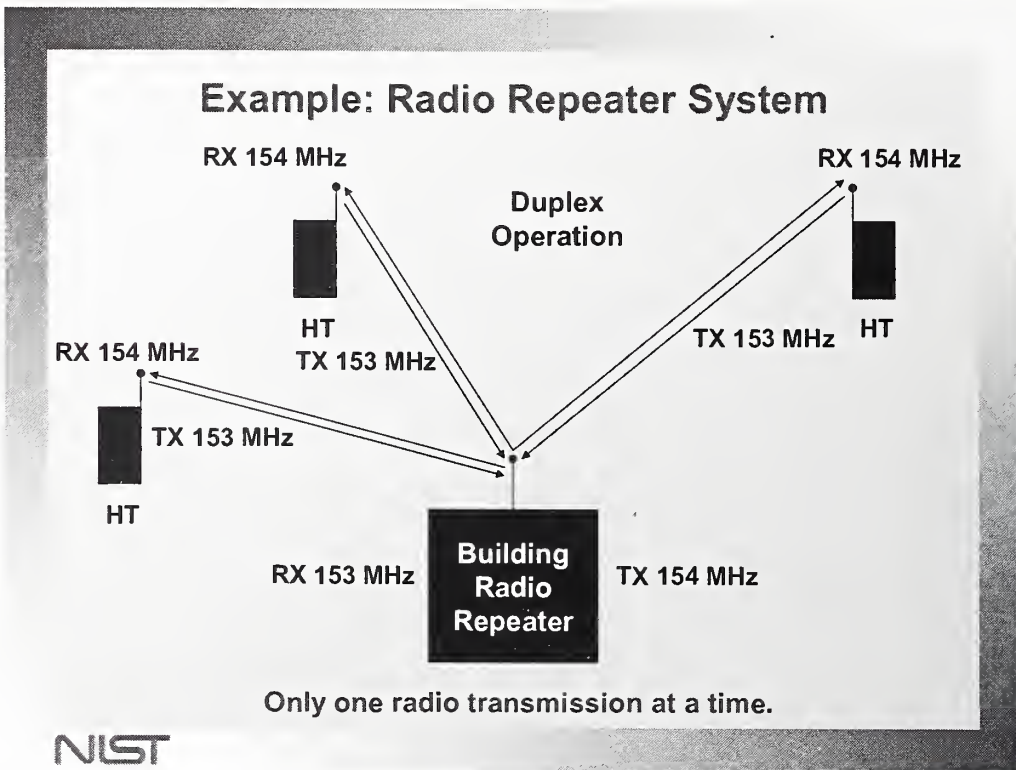 Example: Radio Repeater System
RX 154 MHz
RX 154 MHz
Duplex
Operation
HT
TX 153 MHz
TX 153 MHz
HT
RX 154 MHz
TX 153 MHz
HT
RX 153 MHz
Building
Radio
Repeater
TX 154 MHz
Only one radio transmission at a time.
NIST